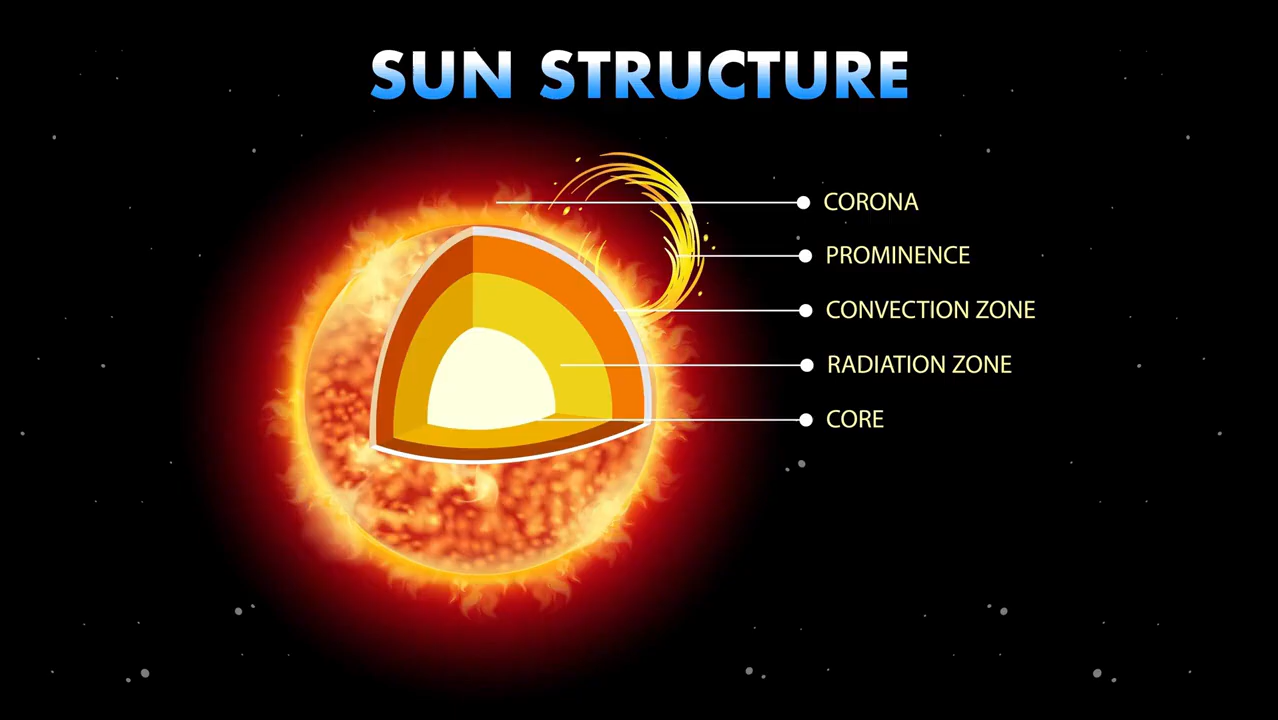 SUN STRUCTURE
CORONA
PROMINENCE
CONVECTION ZONE
RADIATION ZONE
CORE